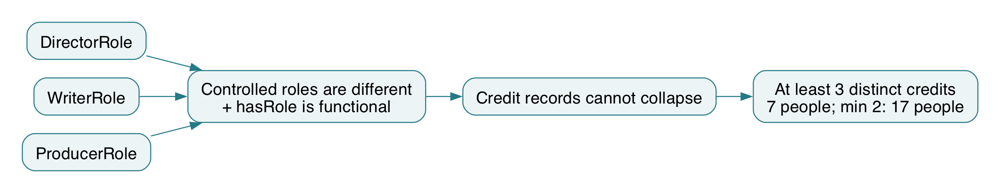 DirectorRole
WriterRole
ProducerRole
Controlled roles are different
+ hasRole is functional
Credit records cannot collapse
At least 3 distinct credits
7 people; min 2: 17 people